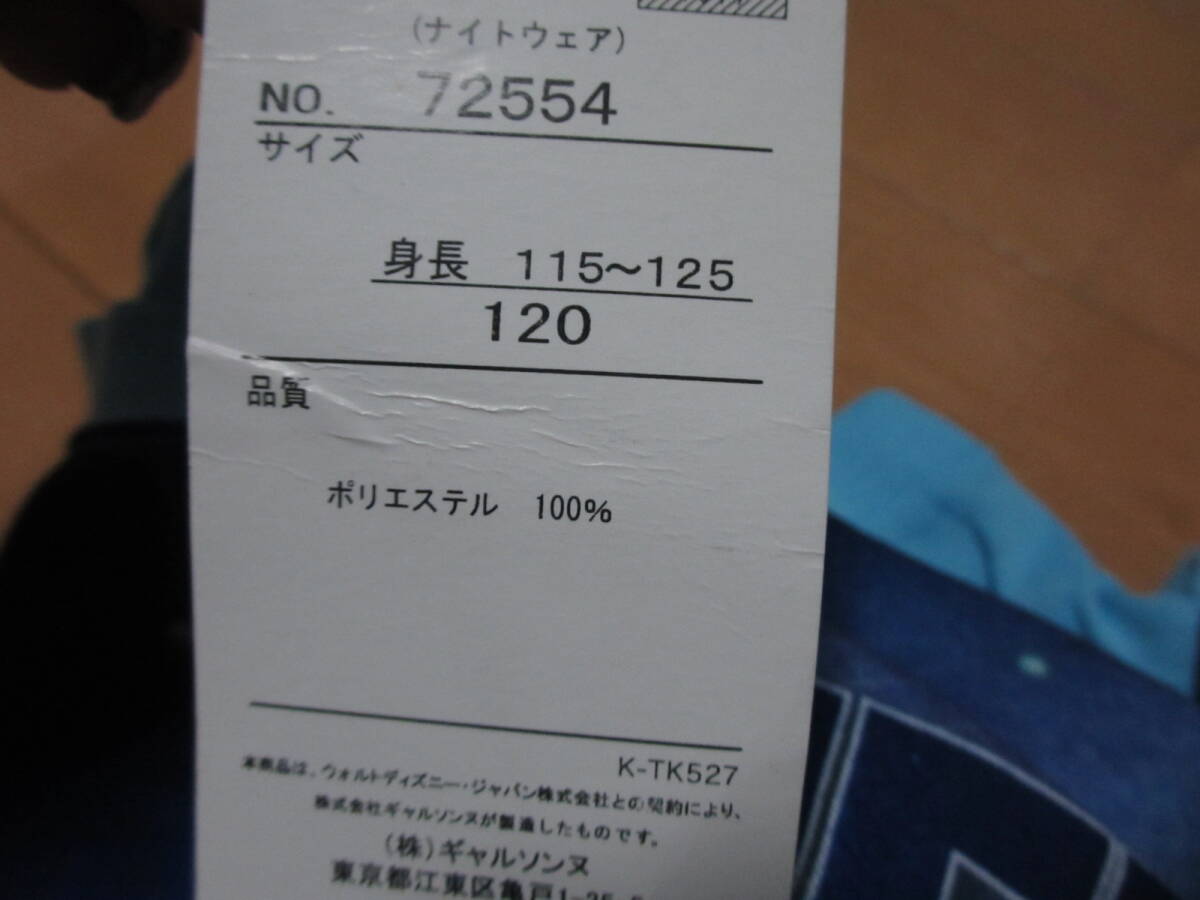 (ナイトウェア)
NO. 72554
サイズ
身長 115~125
120
品質
ポリエステル 100%
K-TK527
本商品は、ウォルトディズニー・ジャパン株式会社との契約により、
株式会社ギャルソンヌが製造したものです。
(株)ギャルソンヌ
東京都江東区亀戸